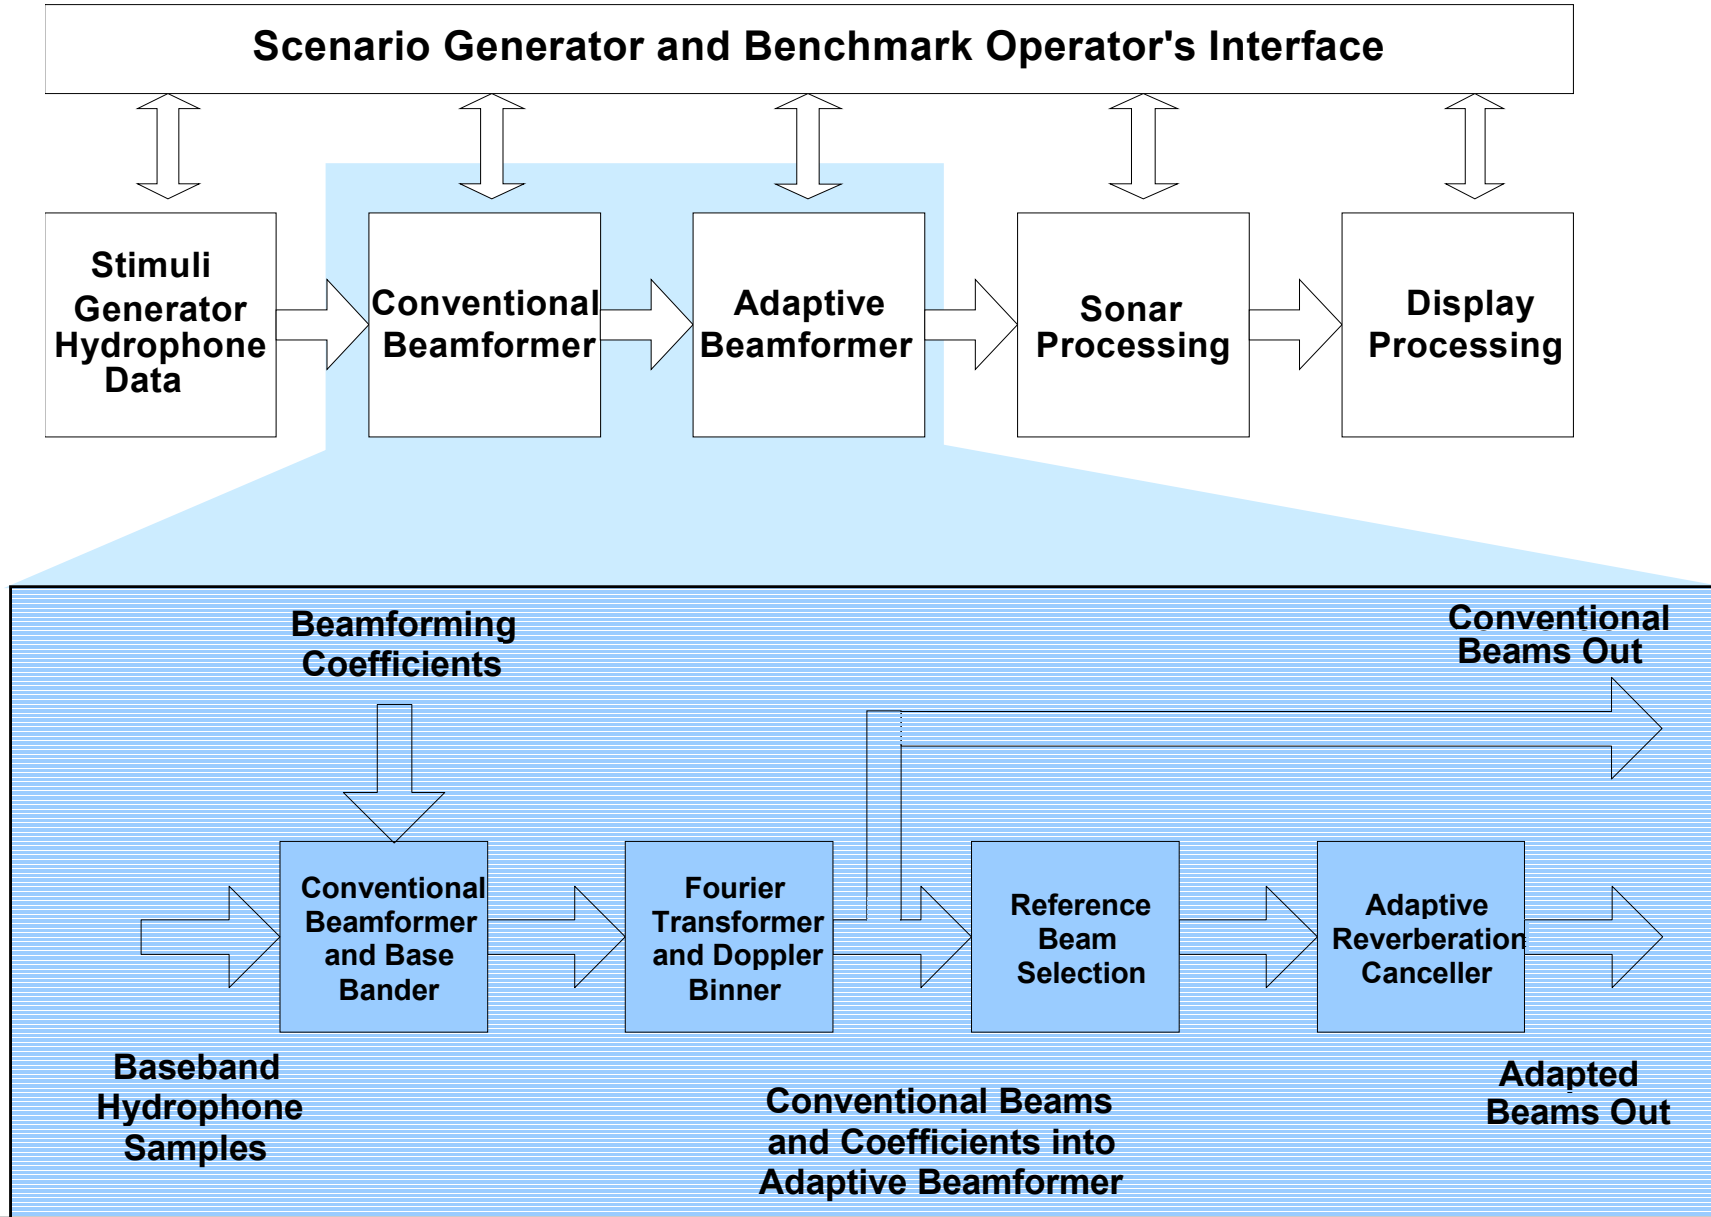 Scenario Generator and Benchmark Operator's Interface
Stimuli
Generator
Hydrophone
Data
Conventional
Beamformer
Adaptive
Beamformer
Sonar
Processing
Display
Processing
Beamforming
Coefficients
Conventional
Beams Out
Conventional
Beamformer
and Base
Bander
Fourier
Transformer
and Doppler
Binner
Reference
Beam
Selection
Adaptive
Reverberation
Canceller
Baseband
Hydrophone
Samples
Conventional Beams
and Coefficients into
Adaptive Beamformer
Adapted
Beams Out